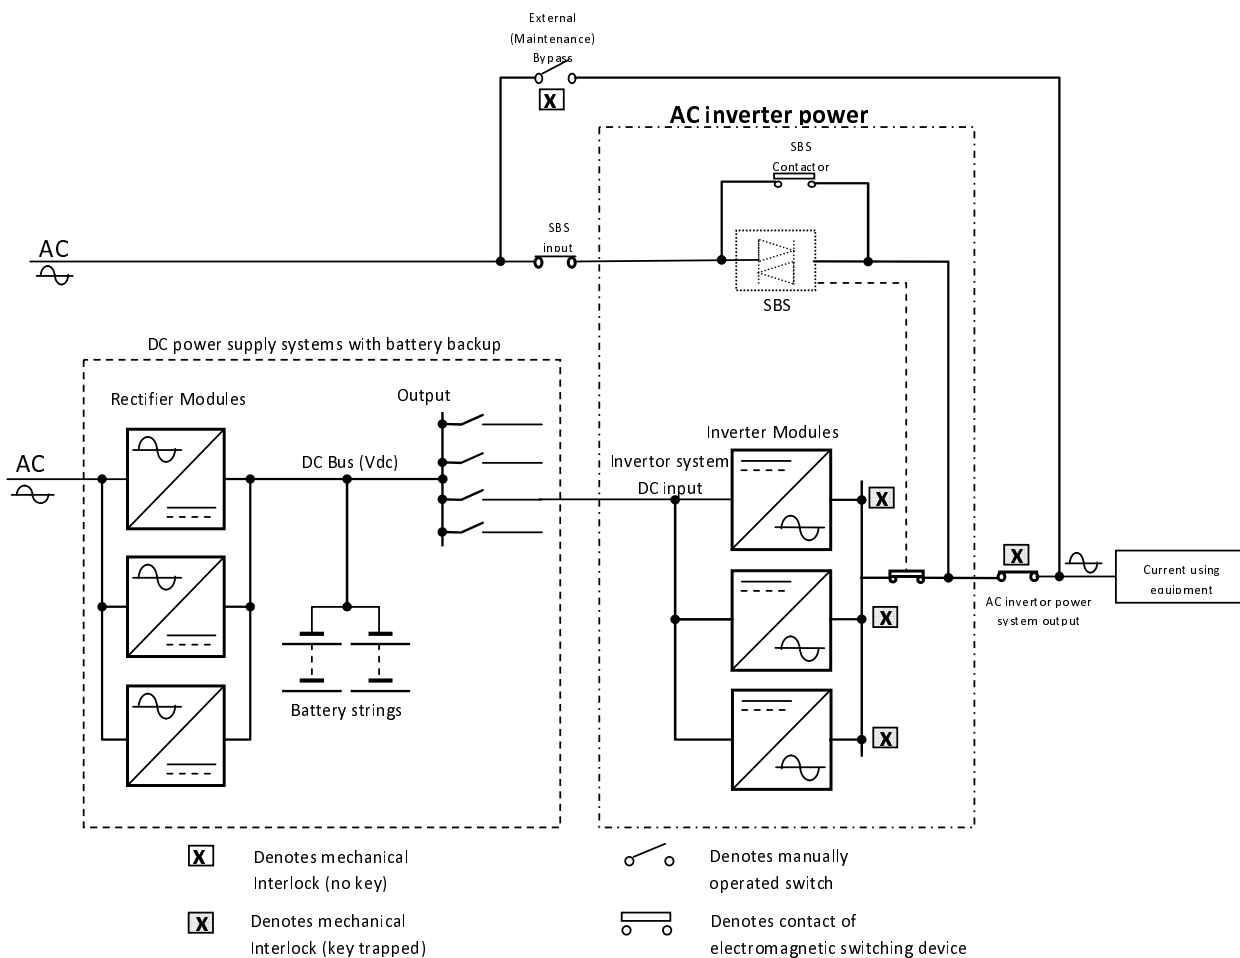 External
(Maintenance)
Bypass
X
AC inverter power
SBS
Contactor
SBS
input
AC
SBS
DC power supply systems with battery backup
Rectifier Modules
Output
Inverter Modules
AC
DC Bus (Vdc)
Invertor system
DC input
X
X
Current using
equipment
AC invertor power
system output
X
Battery strings
X
X
Denotes mechanical
Interlock (no key)
Denotes manually
operated switch
X
Denotes mechanical
Interlock (key trapped)
Denotes contact of
electromagnetic switching device